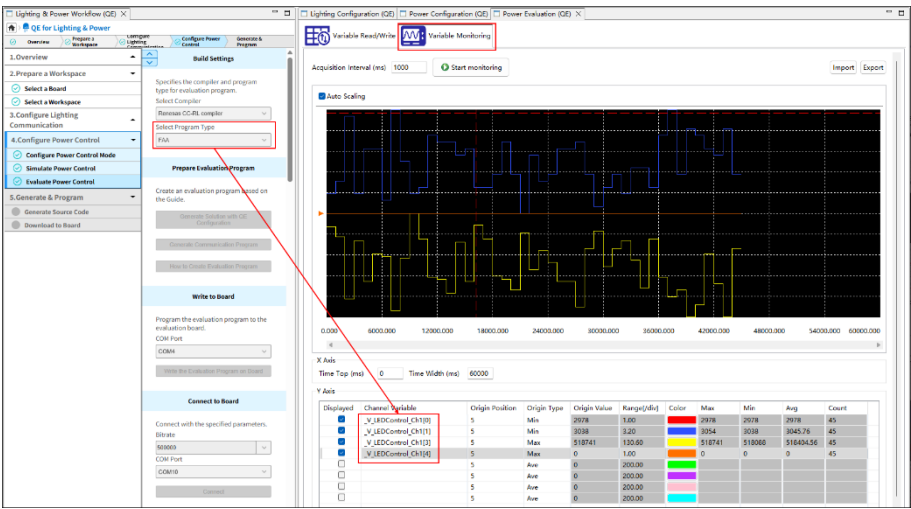 Lighting & Power Workflow (QE)
QE for Lighting & Power
Overview
Prepare a
Workspace
Configure
Lighting
Communication
Configure Power
Control
Generate &
Program
1.Overview
2.Prepare a Workspace
Select a Board
Select a Workspace
3.Configure Lighting
Communication
4.Configure Power Control
Configure Power Control Mode
Simulate Power Control
Evaluate Power Control
5.Generate & Program
Generate Source Code
Download to Board
Build Settings
Specifies the compiler and program
type for evaluation program.
Select Compiler
Renesas CC-RL compiler
Select Program Type
FAA
Prepare Evaluation Program
Create an evaluation program based on
the Guide.
Generate Solution with QE
Configuration
Generate Communication Program
How to Create Evaluation Program
Write to Board
Program the evaluation program to the
evaluation board.
COM Port
COM4
Write the Evaluation Program on Board
Connect to Board
Connect with the specified parameters.
Bitrate
500000
COM Port
COM10
Connect
Lighting Configuration (QE)
Power Configuration (QE)
Power Evaluation (QE)
Variable Read/Write
Variable Monitoring
Acquisition Interval (ms) 1000
Start monitoring
Import
Export
Auto Scaling
0.000 6000.000 12000.000 18000.000 24000.000 30000.000 36000.000 42000.000 48000.000 54000.000 60000.000
X Axis
Time Top (ms) 0 Time Width (ms) 60000
Y Axis
Displayed Channel Variable Origin Position Origin Type Origin Value Range(/div) Color Max Min Avg Count
_V_LEDControl_Ch1[0] 5 Min 2978 1.00 2978 2978 2978 45
_V_LEDControl_Ch1[1] 5 Min 3038 3.20 3054 3038 3045.76 45
_V_LEDControl_Ch1[3] 5 Max 518741 130.60 518741 518088 518404.56 45
_V_LEDControl_Ch1[4] 5 Max 0 1.00 0 0 0 45
5 Ave 0 200.00
5 Ave 0 200.00
5 Ave 0 200.00
5 Ave 0 200.00